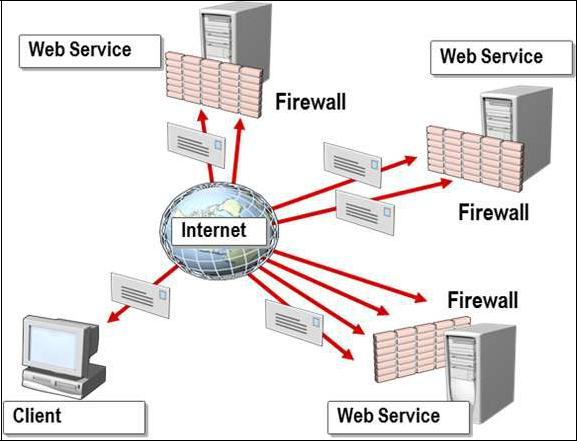 Web Service
Web Service
Firewall
Firewall
Internet
Firewall
Client
Web Service